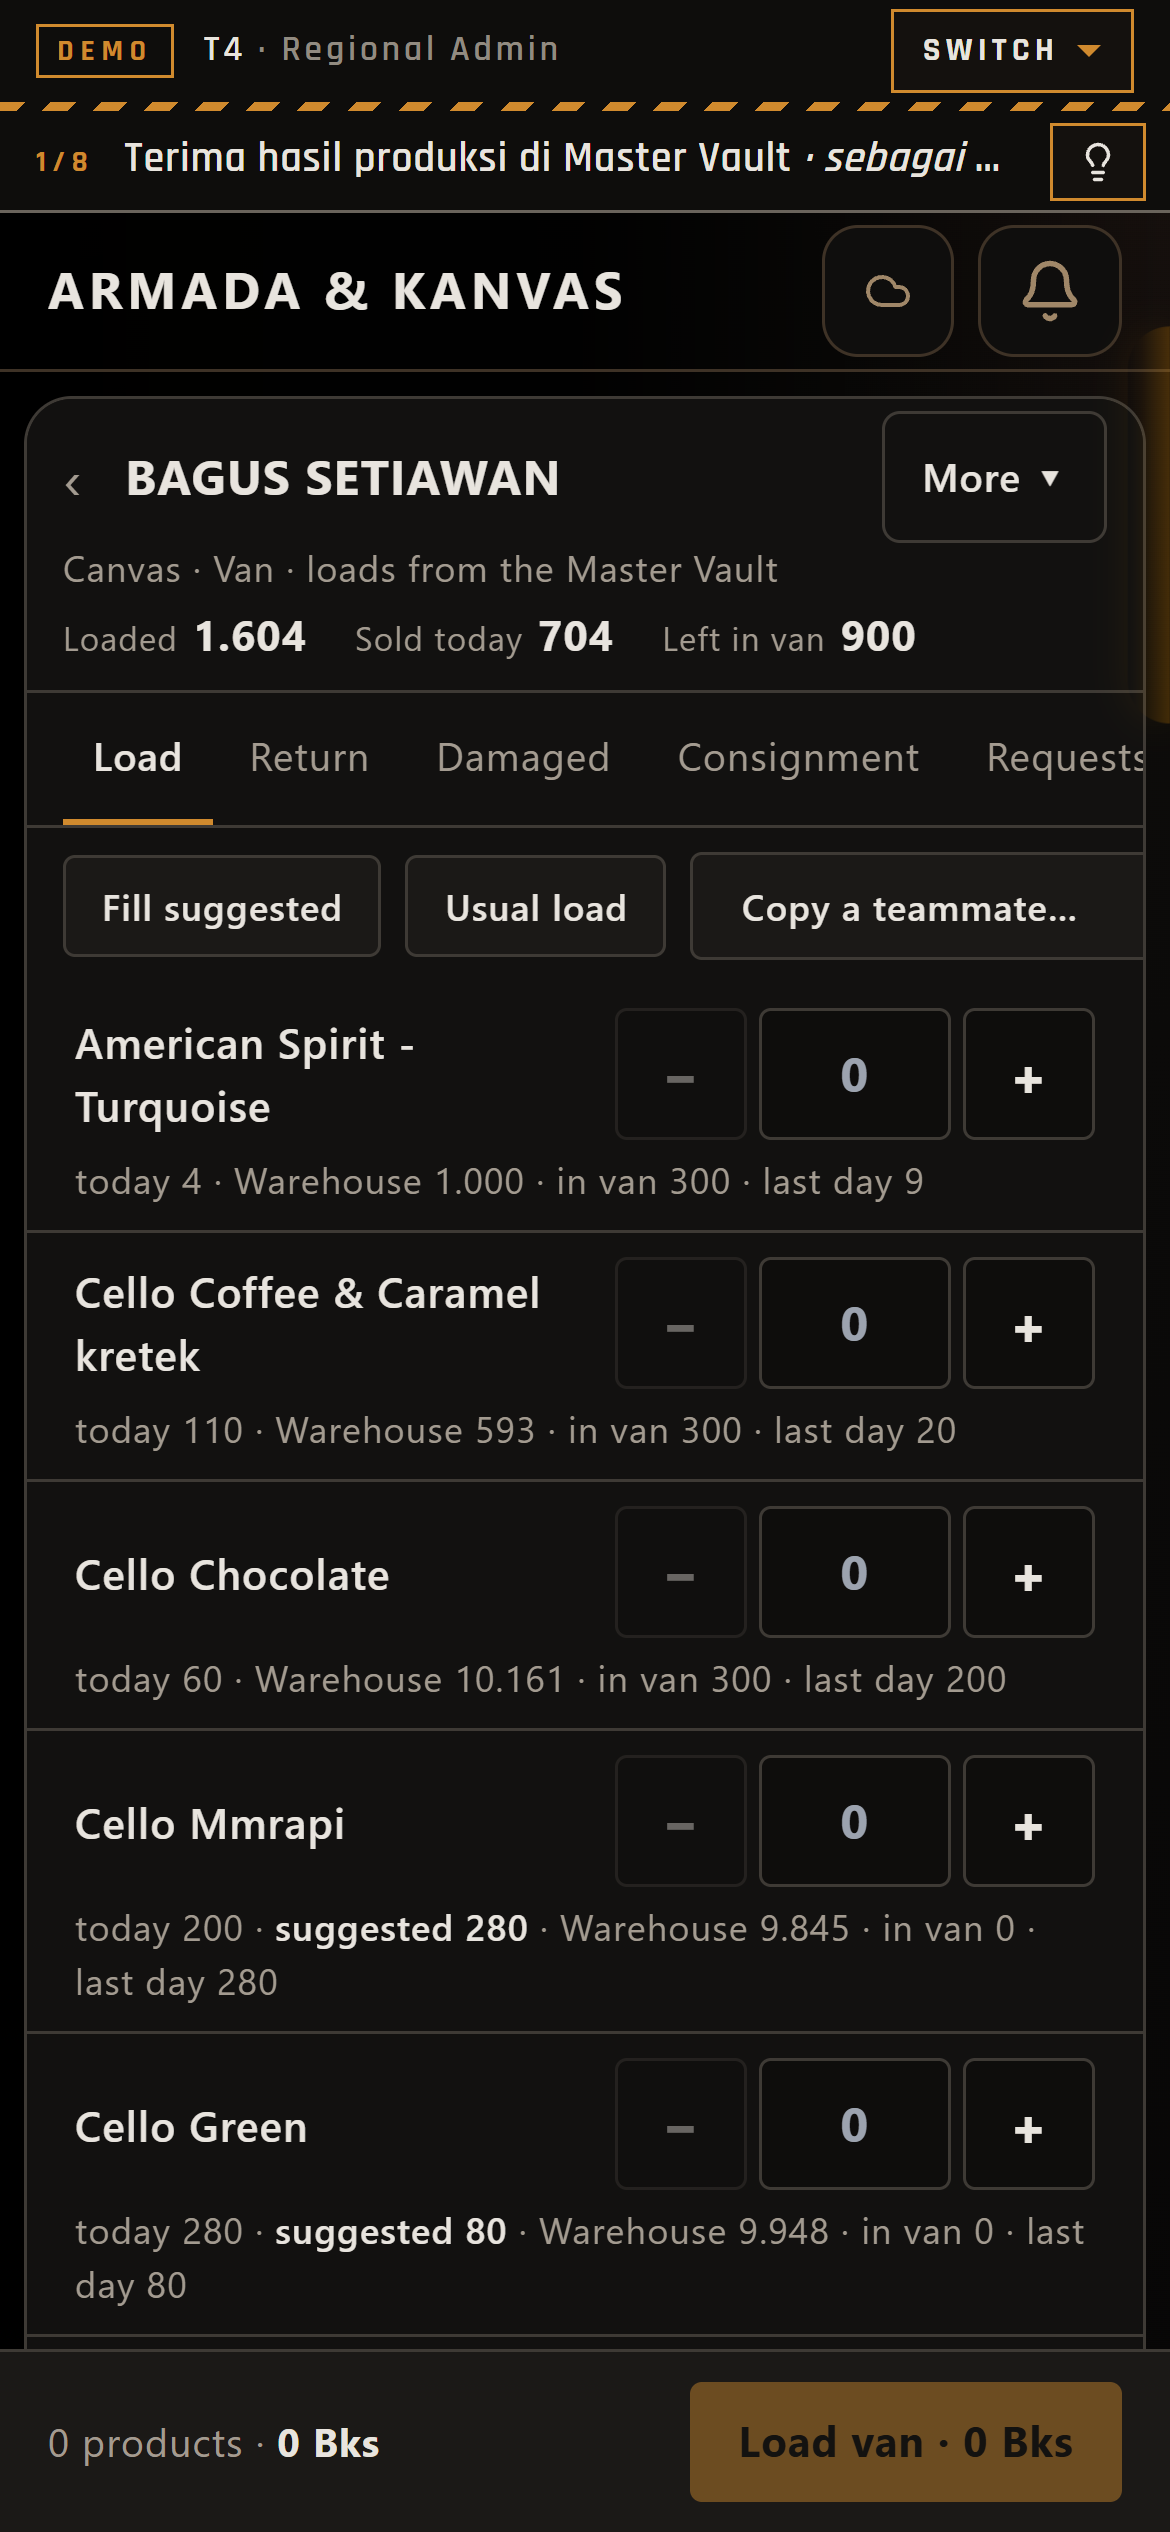 DEMO T4 · Regional Admin SWITCH
1/8 Terima hasil produksi di Master Vault · sebagai ...
ARMADA & KANVAS
‹ BAGUS SETIAWAN More ▼
Canvas · Van · loads from the Master Vault
Loaded 1.604 Sold today 704 Left in van 900
Load Return Damaged Consignment Requests
Fill suggested Usual load Copy a teammate...
American Spirit -
Turquoise
− 0 +
today 4 · Warehouse 1.000 · in van 300 · last day 9
Cello Coffee & Caramel
kretek
− 0 +
today 110 · Warehouse 593 · in van 300 · last day 20
Cello Chocolate − 0 +
today 60 · Warehouse 10.161 · in van 300 · last day 200
Cello Mmrapi − 0 +
today 200 · suggested 280 · Warehouse 9.845 · in van 0 ·
last day 280
Cello Green − 0 +
today 280 · suggested 80 · Warehouse 9.948 · in van 0 · last
day 80
0 products · 0 Bks Load van · 0 Bks